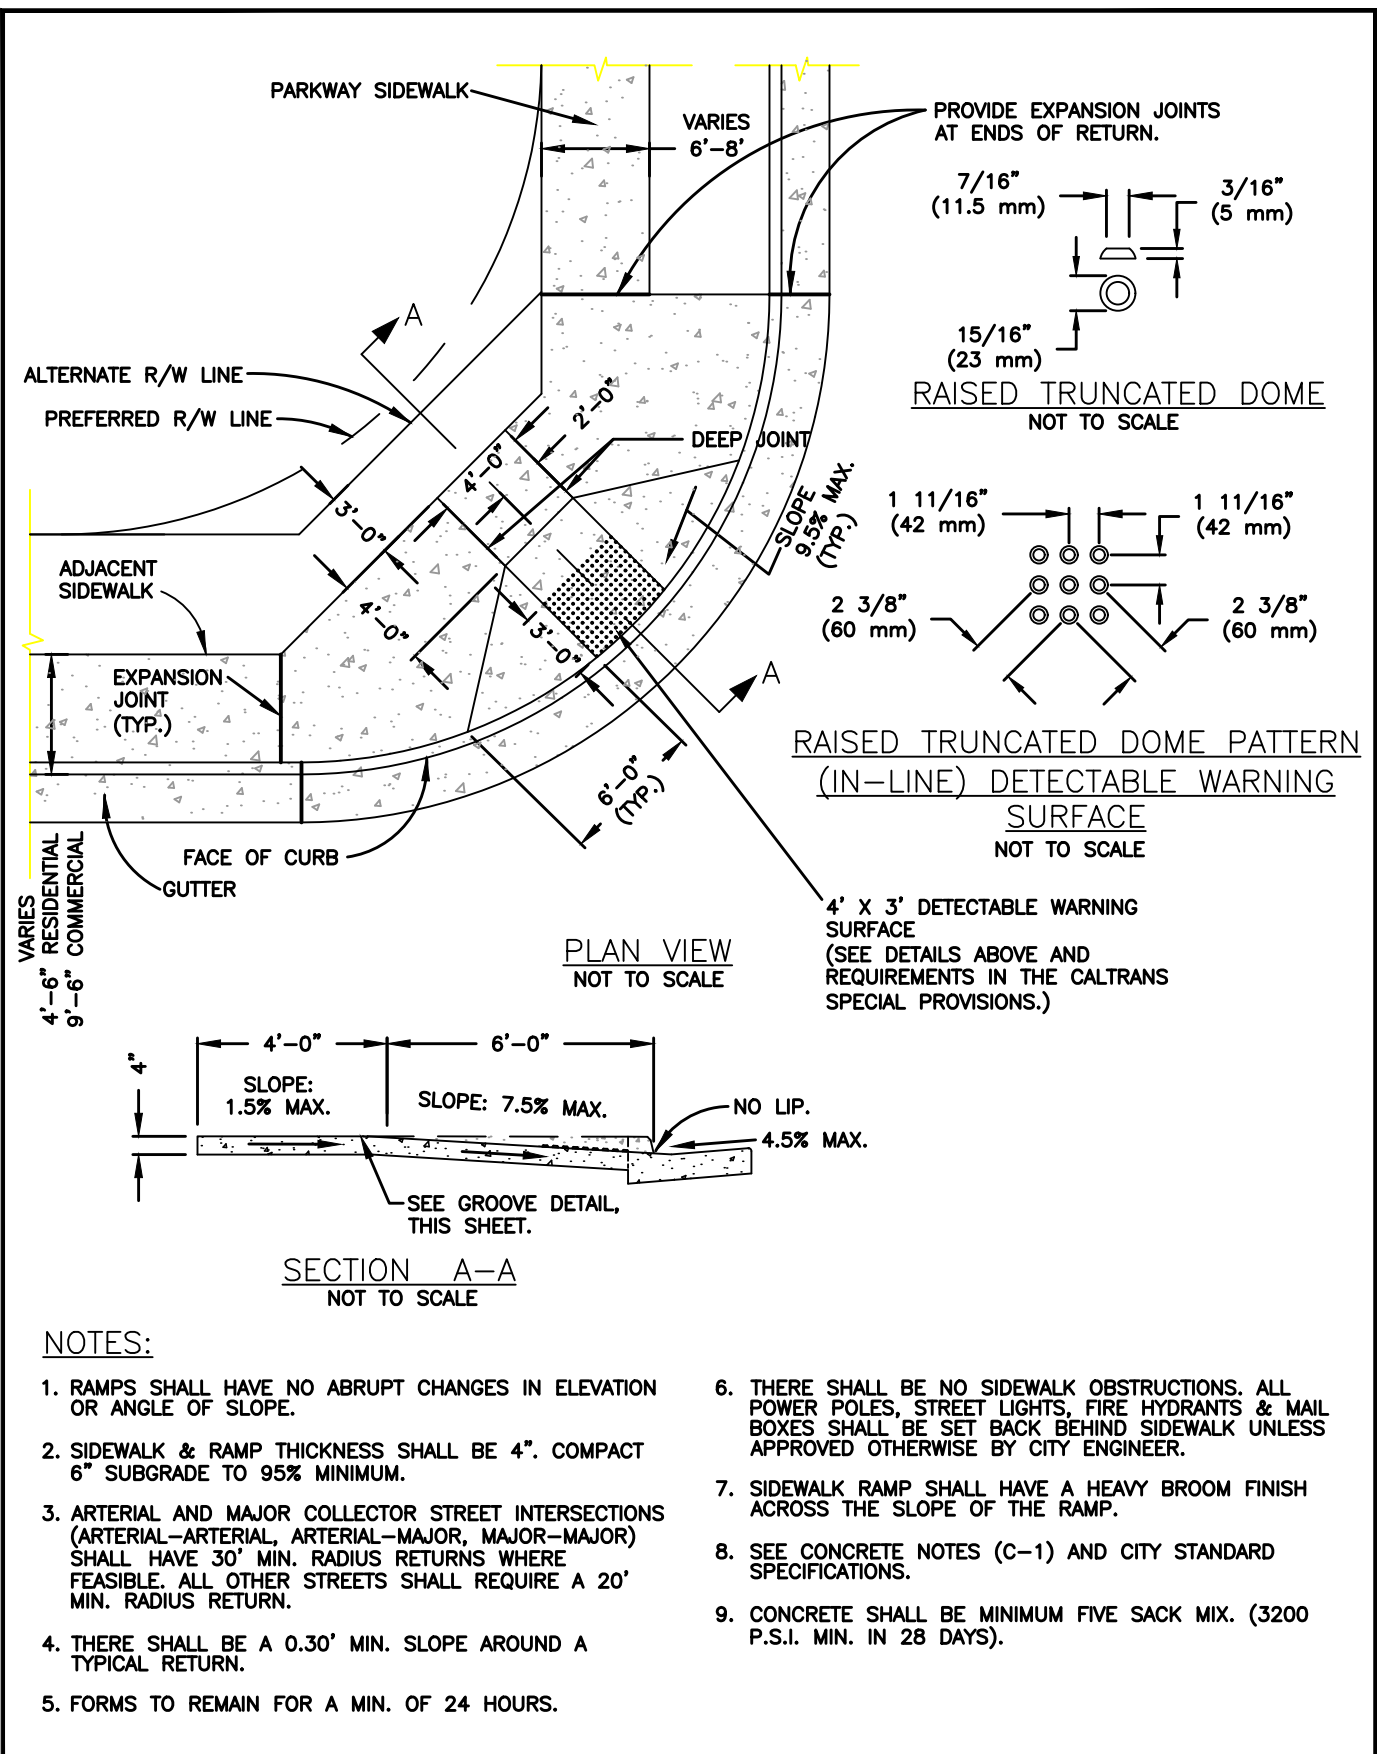 PARKWAY SIDEWALK
VARIES
6'-8'
PROVIDE EXPANSION JOINTS
AT ENDS OF RETURN.
7/16"
(11.5 mm)
3/16"
(5 mm)
15/16"
(23 mm)
RAISED TRUNCATED DOME
NOT TO SCALE
A
ALTERNATE R/W LINE
PREFERRED R/W LINE
2'-0"
DEEP JOINT
4'-0"
3'-0"
SLOPE
9.5% MAX.
(TYP.)
1 11/16"
(42 mm)
1 11/16"
(42 mm)
2 3/8"
(60 mm)
2 3/8"
(60 mm)
ADJACENT
SIDEWALK
4'-0"
3'-0"
A
EXPANSION
JOINT
(TYP.)
RAISED TRUNCATED DOME PATTERN
(IN-LINE) DETECTABLE WARNING
SURFACE
NOT TO SCALE
6'-0"
(TYP.)
FACE OF CURB
GUTTER
VARIES
4'-6" RESIDENTIAL
9'-6" COMMERCIAL
4' X 3' DETECTABLE WARNING
SURFACE
(SEE DETAILS ABOVE AND
REQUIREMENTS IN THE CALTRANS
SPECIAL PROVISIONS.)
PLAN VIEW
NOT TO SCALE
4"
4'-0"
6'-0"
SLOPE:
1.5% MAX.
SLOPE: 7.5% MAX.
NO LIP.
4.5% MAX.
SEE GROOVE DETAIL,
THIS SHEET.
SECTION A-A
NOT TO SCALE
NOTES:
1. RAMPS SHALL HAVE NO ABRUPT CHANGES IN ELEVATION
OR ANGLE OF SLOPE.
2. SIDEWALK & RAMP THICKNESS SHALL BE 4". COMPACT
6" SUBGRADE TO 95% MINIMUM.
3. ARTERIAL AND MAJOR COLLECTOR STREET INTERSECTIONS
(ARTERIAL-ARTERIAL, ARTERIAL-MAJOR, MAJOR-MAJOR)
SHALL HAVE 30' MIN. RADIUS RETURNS WHERE
FEASIBLE. ALL OTHER STREETS SHALL REQUIRE A 20'
MIN. RADIUS RETURN.
4. THERE SHALL BE A 0.30' MIN. SLOPE AROUND A
TYPICAL RETURN.
5. FORMS TO REMAIN FOR A MIN. OF 24 HOURS.
6. THERE SHALL BE NO SIDEWALK OBSTRUCTIONS. ALL
POWER POLES, STREET LIGHTS, FIRE HYDRANTS & MAIL
BOXES SHALL BE SET BACK BEHIND SIDEWALK UNLESS
APPROVED OTHERWISE BY CITY ENGINEER.
7. SIDEWALK RAMP SHALL HAVE A HEAVY BROOM FINISH
ACROSS THE SLOPE OF THE RAMP.
8. SEE CONCRETE NOTES (C-1) AND CITY STANDARD
SPECIFICATIONS.
9. CONCRETE SHALL BE MINIMUM FIVE SACK MIX. (3200
P.S.I. MIN. IN 28 DAYS).